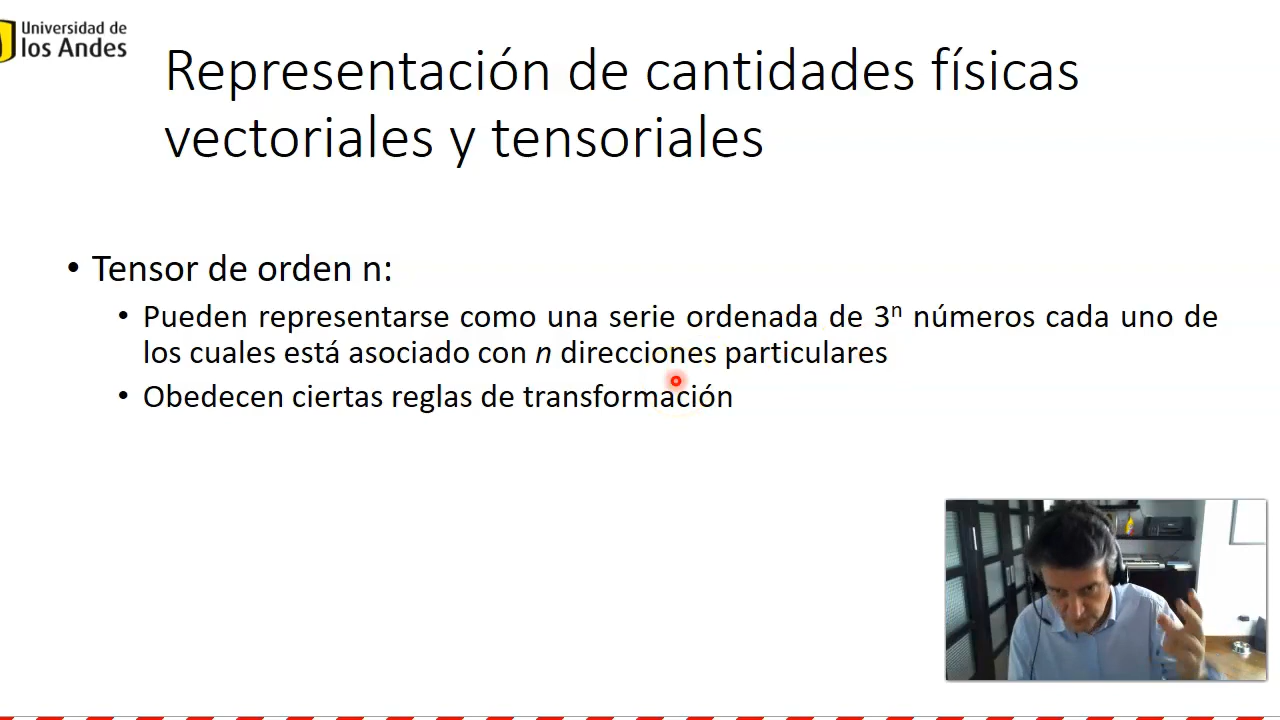 Universidad de
los Andes
Representación de cantidades físicas
vectoriales y tensoriales
• Tensor de orden n:
• Pueden representarse como una serie ordenada de 3ⁿ números cada uno de
los cuales está asociado con n direcciones particulares
• Obedecen ciertas reglas de transformación